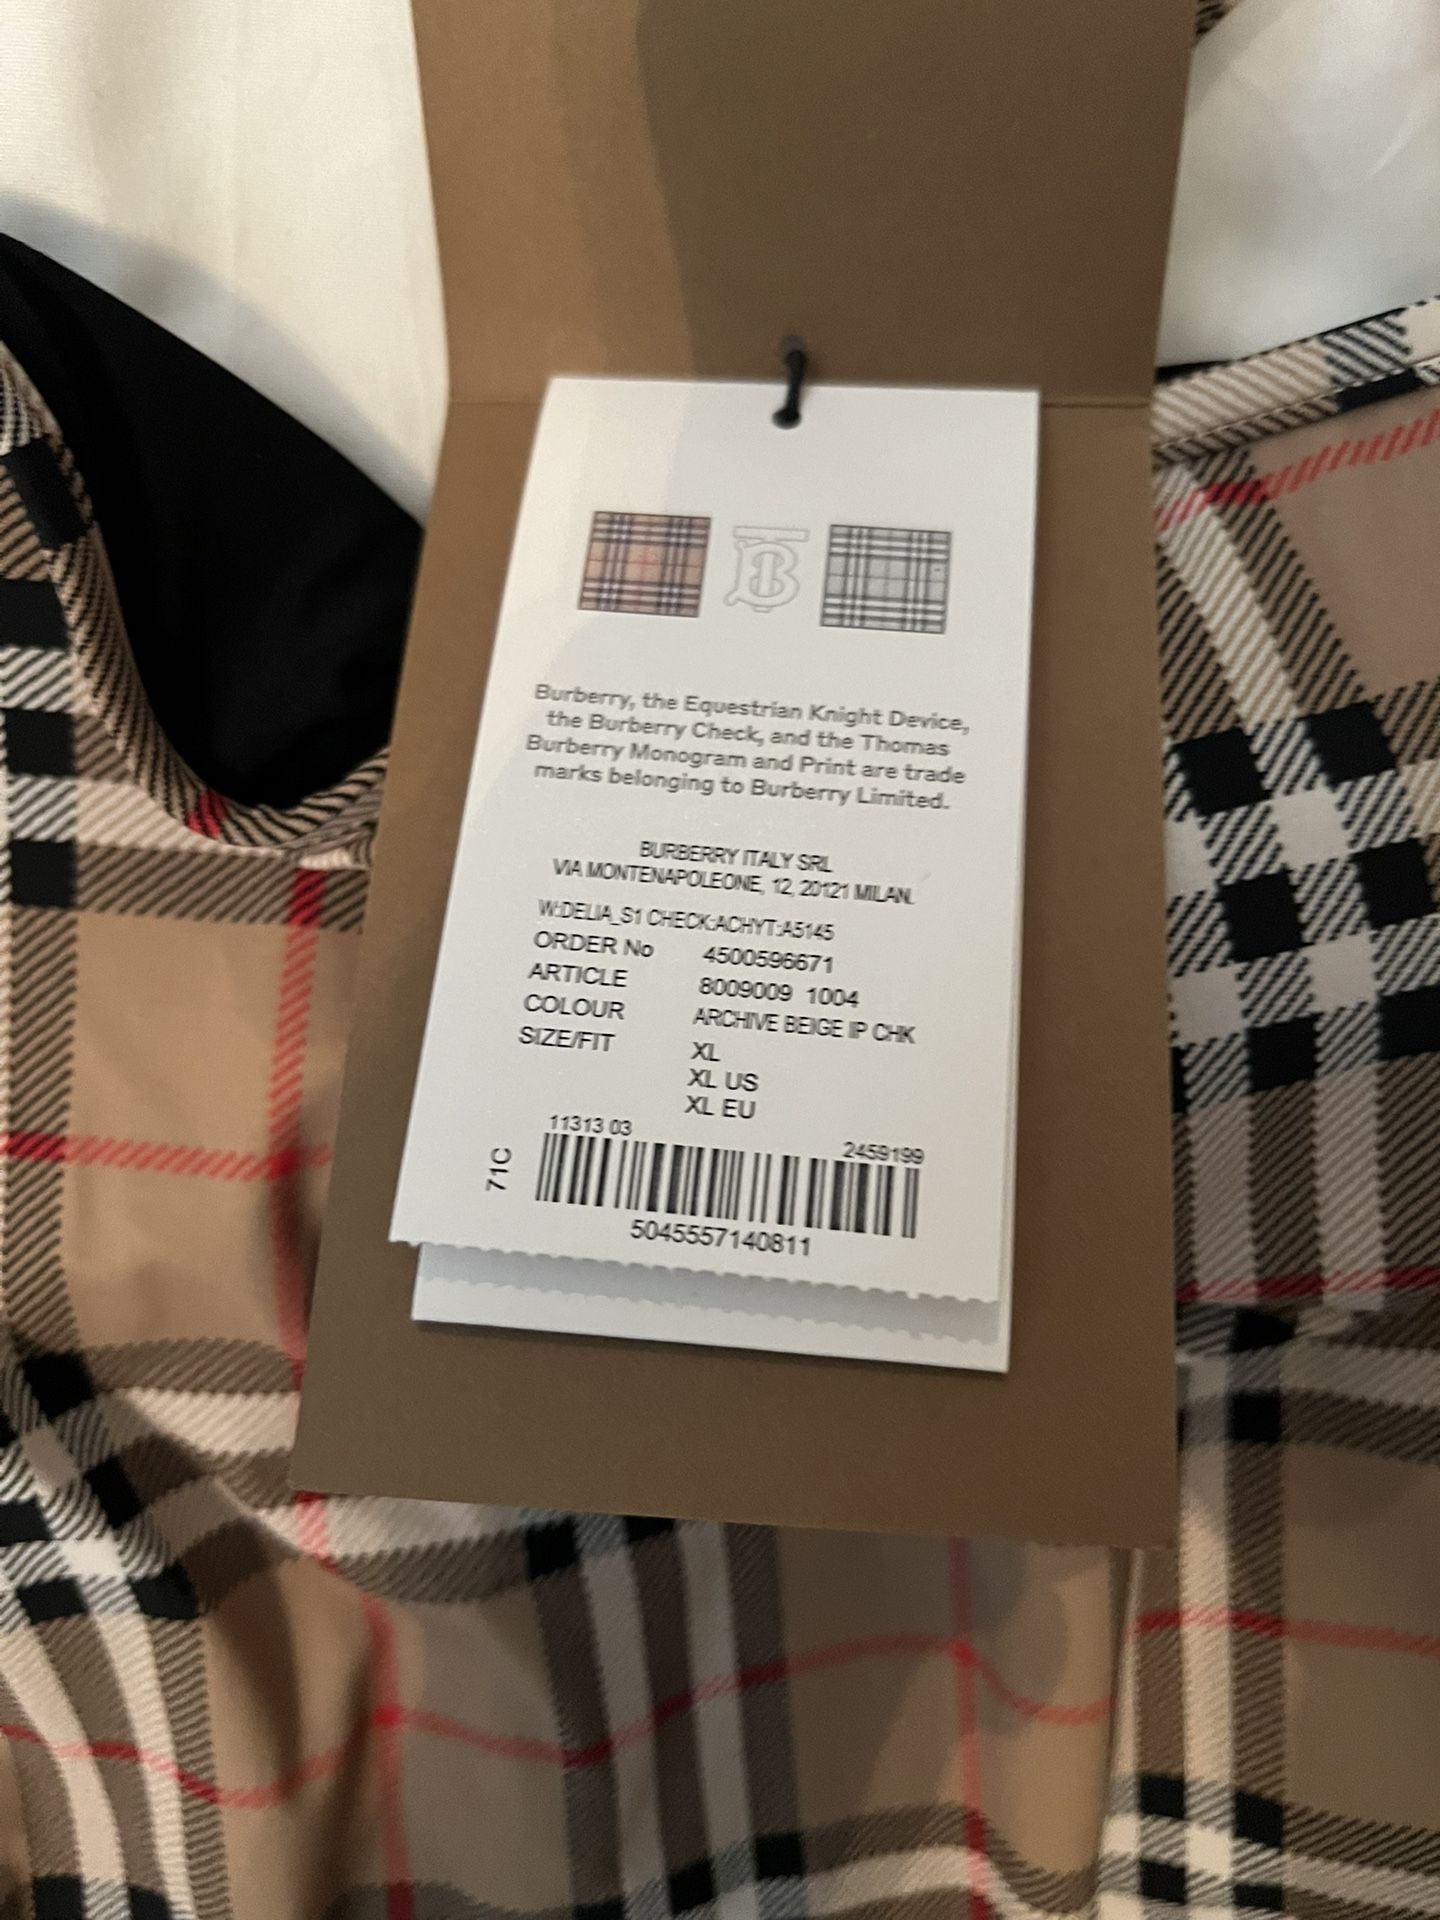 Burberry, the Equestrian Knight Device,
the Burberry Check, and the Thomas
Burberry Monogram and Print are trade
marks belonging to Burberry Limited.
BURBERRY ITALY SRL
VIA MONTENAPOLEONE, 12, 20121 MILAN.
W:DELIA_S1 CHECK:ACHYT:A5145
ORDER No 4500596671
ARTICLE 8009009 1004
COLOUR ARCHIVE BEIGE IP CHK
SIZE/FIT XL
XL US
XL EU
11313 03 2459199
71C
5045557140811